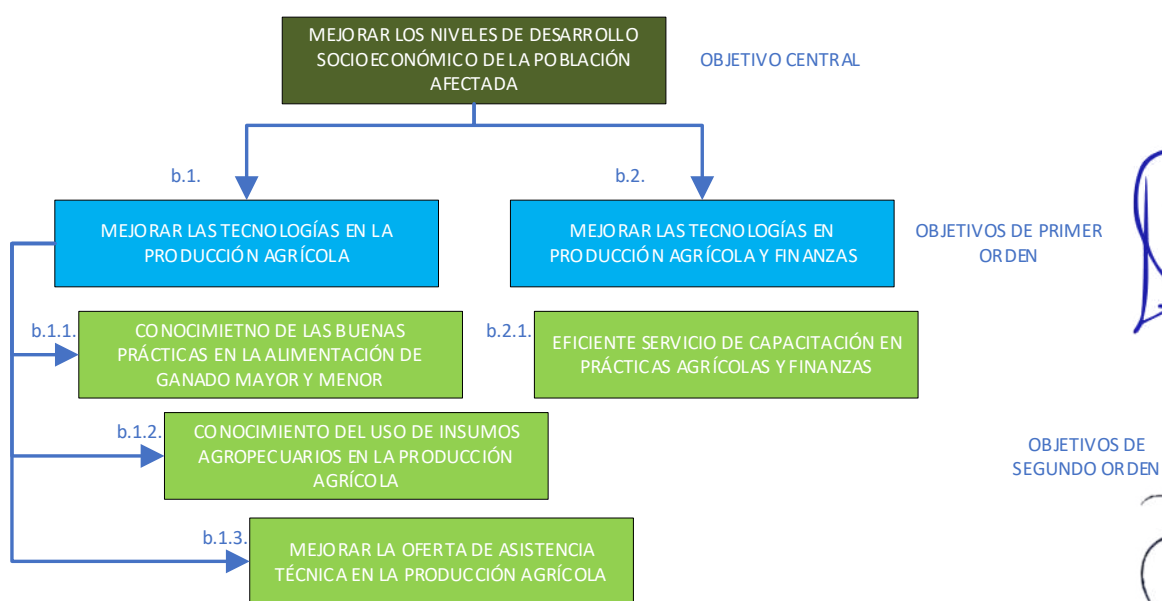 MEJORAR LOS NIVELES DE DESARROLLO
SOCIOECONÓMICO DE LA POBLACIÓN
AFECTADA
OBJETIVO CENTRAL
b.1.
b.2.
MEJORAR LAS TECNOLOGÍAS EN LA
PRODUCCIÓN AGRÍCOLA
MEJORAR LAS TECNOLOGÍAS EN
PRODUCCIÓN AGRÍCOLA Y FINANZAS
OBJETIVOS DE PRIMER
ORDEN
b.1.1.
CONOCIMIETNO DE LAS BUENAS
PRÁCTICAS EN LA ALIMENTACIÓN DE
GANADO MAYOR Y MENOR
b.2.1.
EFICIENTE SERVICIO DE CAPACITACIÓN EN
PRÁCTICAS AGRÍCOLAS Y FINANZAS
b.1.2.
CONOCIMIENTO DEL USO DE INSUMOS
AGROPECUARIOS EN LA PRODUCCIÓN
AGRÍCOLA
OBJETIVOS DE
SEGUNDO ORDEN
b.1.3.
MEJORAR LA OFERTA DE ASISTENCIA
TÉCNICA EN LA PRODUCCIÓN AGRÍCOLA